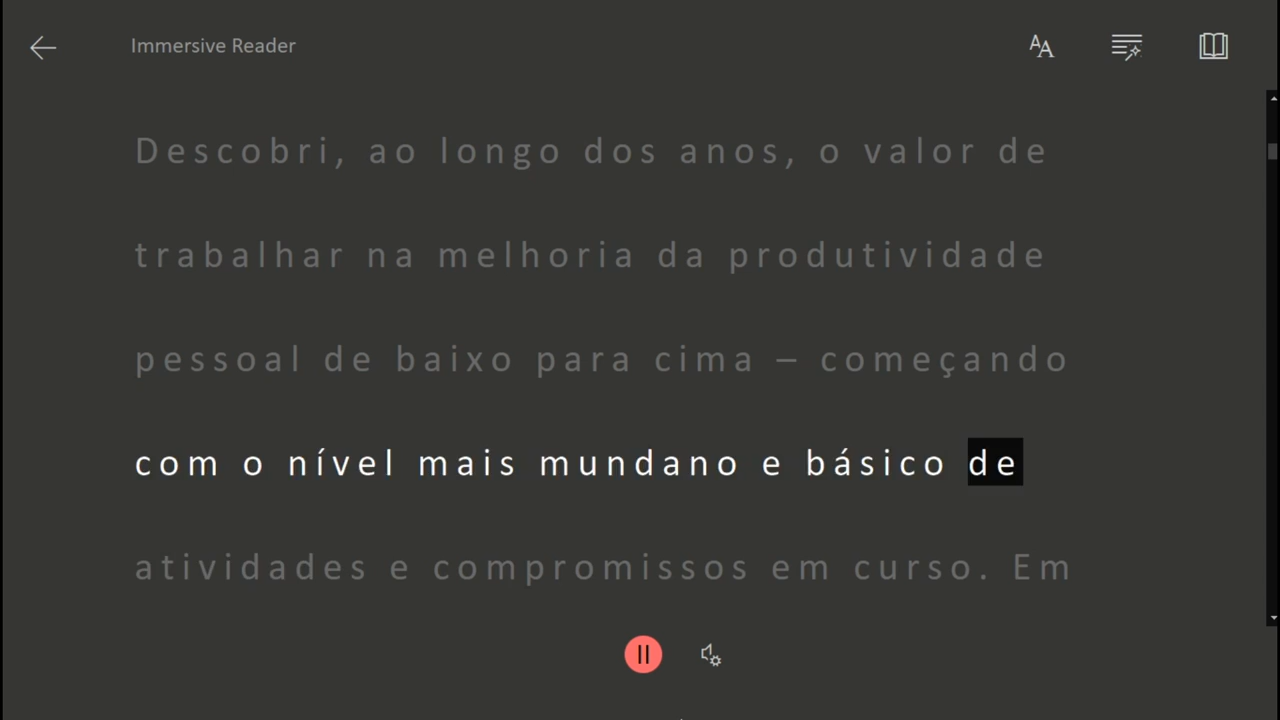 Immersive Reader
Descobri, ao longo dos anos, o valor de
trabalhar na melhoria da produtividade
pessoal de baixo para cima – começando
com o nível mais mundano e básico de
atividades e compromissos em curso. Em